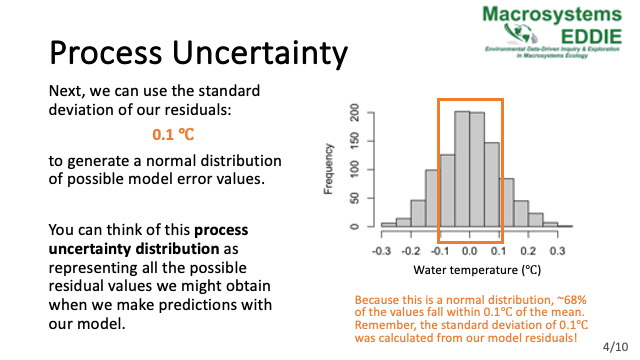 Macrosystems
EDDIE
Environmental Data-Driven Inquiry & Exploration
in Macrosystems Ecology
Process Uncertainty
Next, we can use the standard
deviation of our residuals:
0.1 °C
to generate a normal distribution
of possible model error values.
You can think of this process
uncertainty distribution as
representing all the possible
residual values we might obtain
when we make predictions with
our model.
Frequency
200
150
100
50
0
-0.3 -0.2 -0.1 0.0 0.1 0.2 0.3
Water temperature (°C)
Because this is a normal distribution, ~68%
of the values fall within 0.1°C of the mean.
Remember, the standard deviation of 0.1°C
was calculated from our model residuals!
4/10